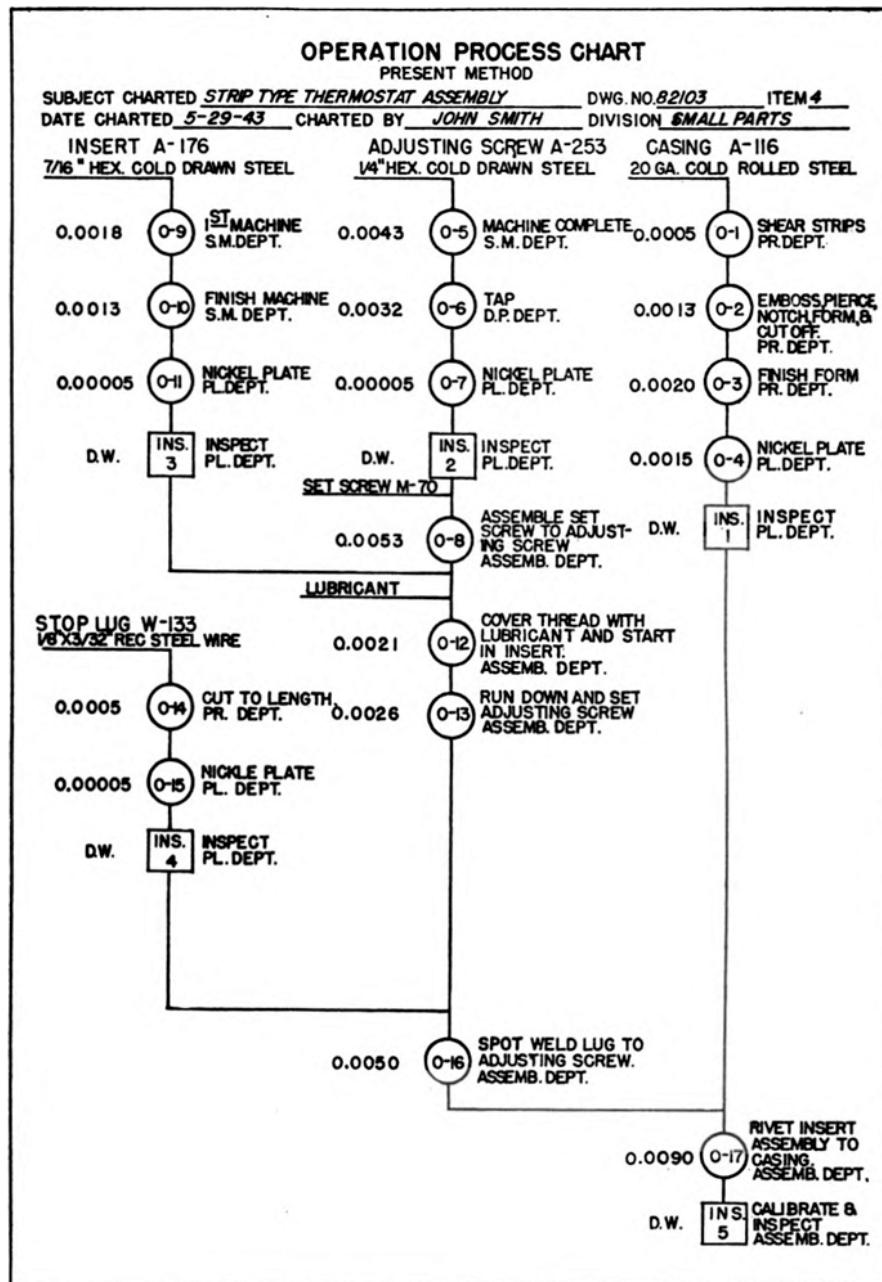 OPERATION PROCESS CHART
PRESENT METHOD
SUBJECT CHARTED STRIP TYPE THERMOSTAT ASSEMBLY DWG. NO. 82103 ITEM 4
DATE CHARTED 5-29-43 CHARTED BY JOHN SMITH DIVISION SMALL PARTS
INSERT A-176
7/16" HEX. COLD DRAWN STEEL
0.0018
O-9
1ST MACHINE
S.M. DEPT.
0.0013
O-10
FINISH MACHINE
S.M. DEPT.
0.00005
O-11
NICKEL PLATE
PL. DEPT.
D.W.
INS.
3
INSPECT
PL. DEPT.
ADJUSTING SCREW A-253
1/4" HEX. COLD DRAWN STEEL
0.0043
O-5
MACHINE COMPLETE
S.M. DEPT.
0.0032
O-6
TAP
D.P. DEPT.
0.00005
O-7
NICKEL PLATE
PL. DEPT.
D.W.
INS.
2
INSPECT
PL. DEPT.
SET SCREW M-70
0.0053
O-8
ASSEMBLE SET
SCREW TO ADJUST-
ING SCREW
ASSEMB. DEPT.
LUBRICANT
0.0021
O-12
COVER THREAD WITH
LUBRICANT AND START
IN INSERT.
ASSEMB. DEPT.
0.0026
O-13
RUN DOWN AND SET
ADJUSTING SCREW
ASSEMB. DEPT.
CASING A-116
20 GA. COLD ROLLED STEEL
0.0005
O-1
SHEAR STRIPS
PR. DEPT.
0.0013
O-2
EMBOSS, PIERCE,
NOTCH, FORM, &
CUT OFF.
PR. DEPT.
0.0020
O-3
FINISH FORM
PR. DEPT.
0.0015
O-4
NICKEL PLATE
PL. DEPT.
D.W.
INS.
1
INSPECT
PL. DEPT.
STOP LUG W-133
1/8" X 3/32" REC STEEL WIRE
0.0005
O-14
CUT TO LENGTH.
PR. DEPT.
0.00005
O-15
NICKLE PLATE
PL. DEPT.
D.W.
INS.
4
INSPECT
PL. DEPT.
0.0050
O-16
SPOT WELD LUG TO
ADJUSTING SCREW.
ASSEMB. DEPT.
0.0090
O-17
RIVET INSERT
ASSEMBLY TO
CASING.
ASSEMB. DEPT.
D.W.
INS.
5
CALIBRATE &
INSPECT
ASSEMB. DEPT.